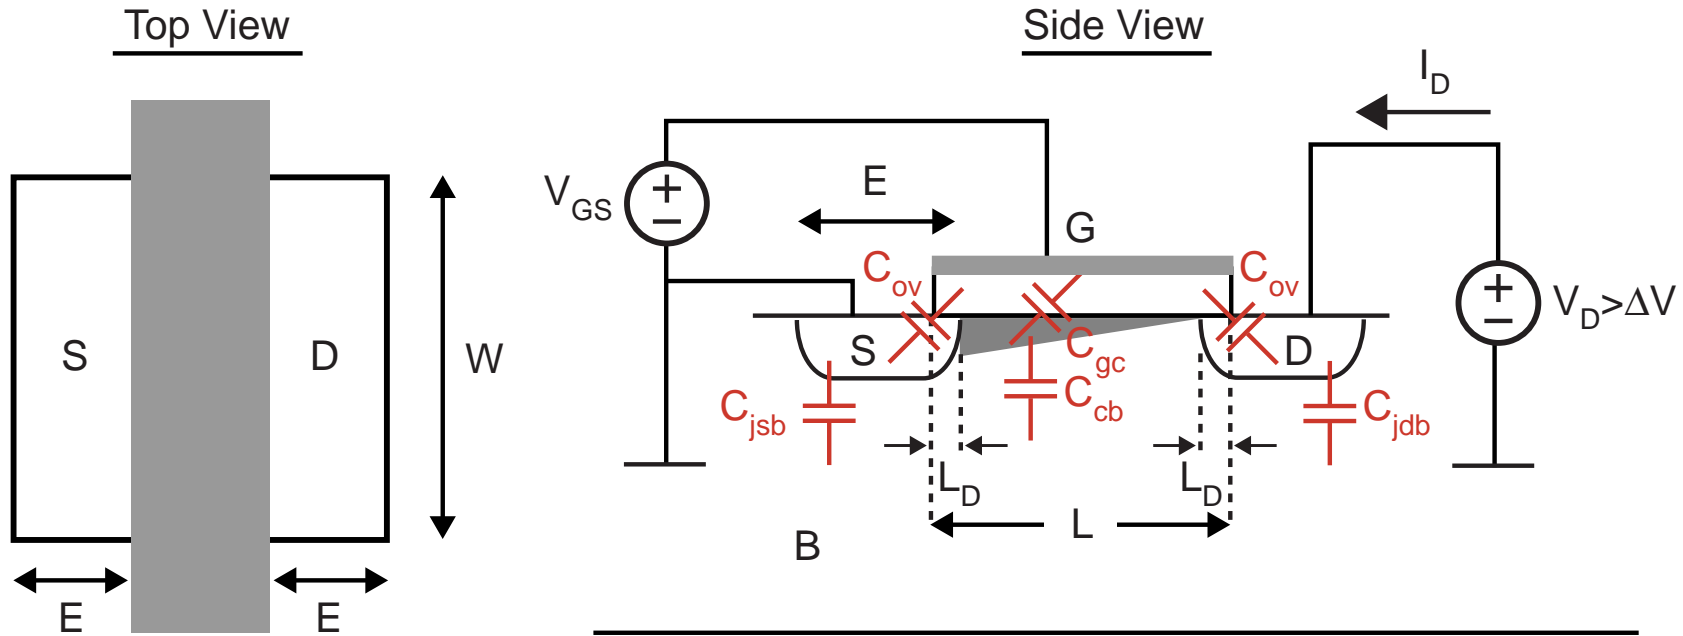 Top View
S
D
W
E
E
Side View
I_D
V_GS
+
−
E
G
C_ov
C_ov
S
D
C_gc
C_cb
C_jsb
C_jdb
+
−
V_D>ΔV
L_D
L_D
L
B